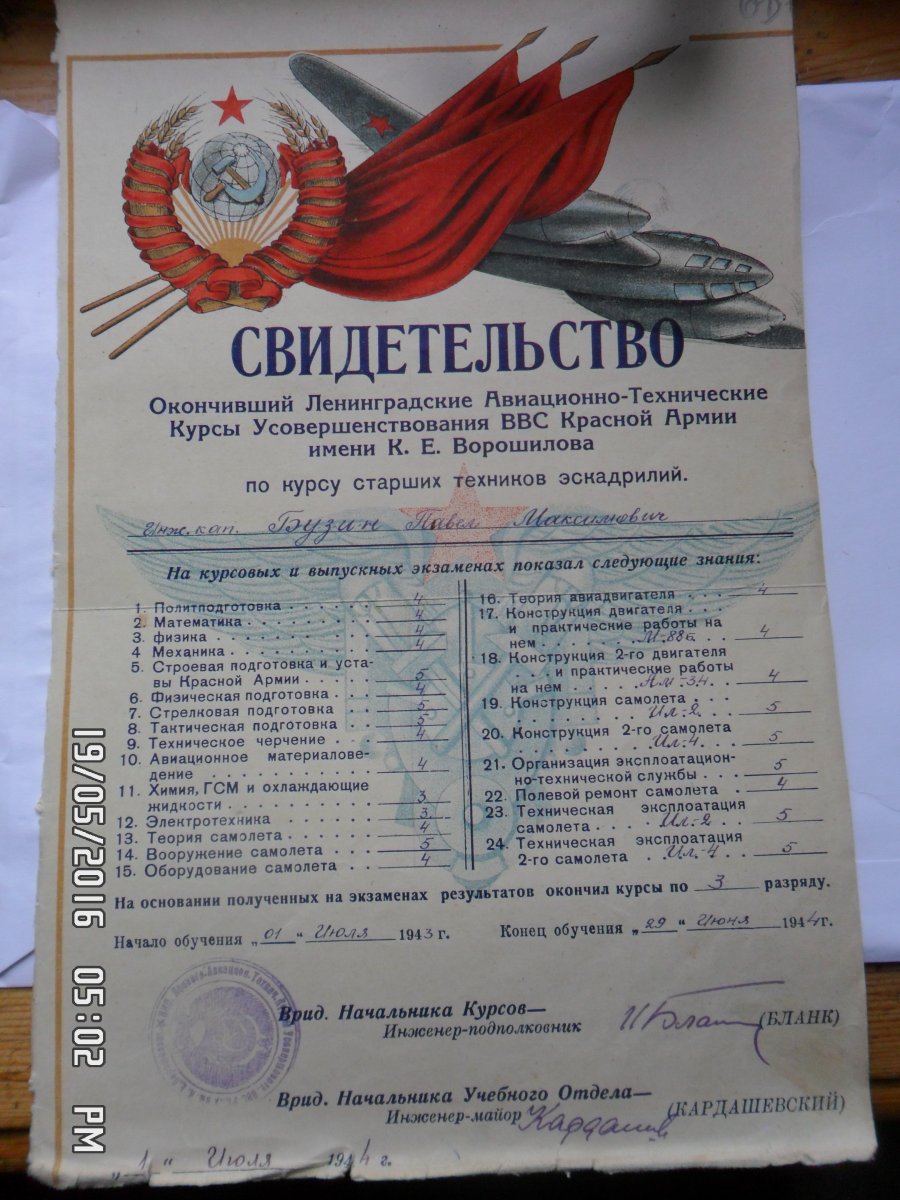 СВИДЕТЕЛЬСТВО
Окончивший Ленинградские Авиационно-Технические
Курсы Усовершенствования ВВС Красной Армии
имени К. Е. Ворошилова
по курсу старших техников эскадрилий.
Инж. кап. Бузин Павел Максимович
На курсовых и выпускных экзаменах показал следующие знания:
1. Политподготовка . . . . . . 4
2. Математика . . . . . . . . 4
3. физика . . . . . . . . . . 4
4 Механика . . . . . . . . . 4
5. Строевая подготовка и уста-
вы Красной Армии . . . . 5
6. Физическая подготовка . . . 4
7. Стрелковая подготовка . . . 5
8. Тактическая подготовка . . . 5
9. Техническое черчение . . . 4
10. Авиационное материалове-
дение . . . . . . . . . . . 4
11. Химия, ГСМ и охлаждающие
жидкости . . . . . . . . . 3
12. Электротехника . . . . . . 3
13. Теория самолета . . . . . . 4
14. Вооружение самолета . . . . 5
15. Оборудование самолета . . . 4
16. Теория авиадвигателя . . . 4
17. Конструкция двигателя . . .
и практические работы на
нем . . . . . М-88б . . 4
18. Конструкция 2-го двигателя
. . . . и практические работы
на нем . . . . . Ам-34. . 4
19. Конструкция самолета . . .
. . . . . . . . Ил-2 . . 5
20. Конструкция 2-го самолета
. . . . . . . . Ил-4. . . 5
21. Организация эксплоатацион-
но-технической службы . . . 5
22. Полевой ремонт самолета . 4
23. Техническая эксплоатация
самолета . . . . Ил-2 . . 5
24. Техническая эксплоатация
2-го самолета . Ил-4 . . 5
На основании полученных на экзаменах результатов окончил курсы по 3 разряду.
Начало обучения „01“ Июля 1943 г. Конец обучения „29“ Июня 1944г.
Врид. Начальника Курсов—
Инженер-подполковник (БЛАНК)
Врид. Начальника Учебного Отдела—
Инженер-майор (КАРДАШЕВСКИЙ)
„1“ Июля 1944 г.
19/05/2016 05:02 PM